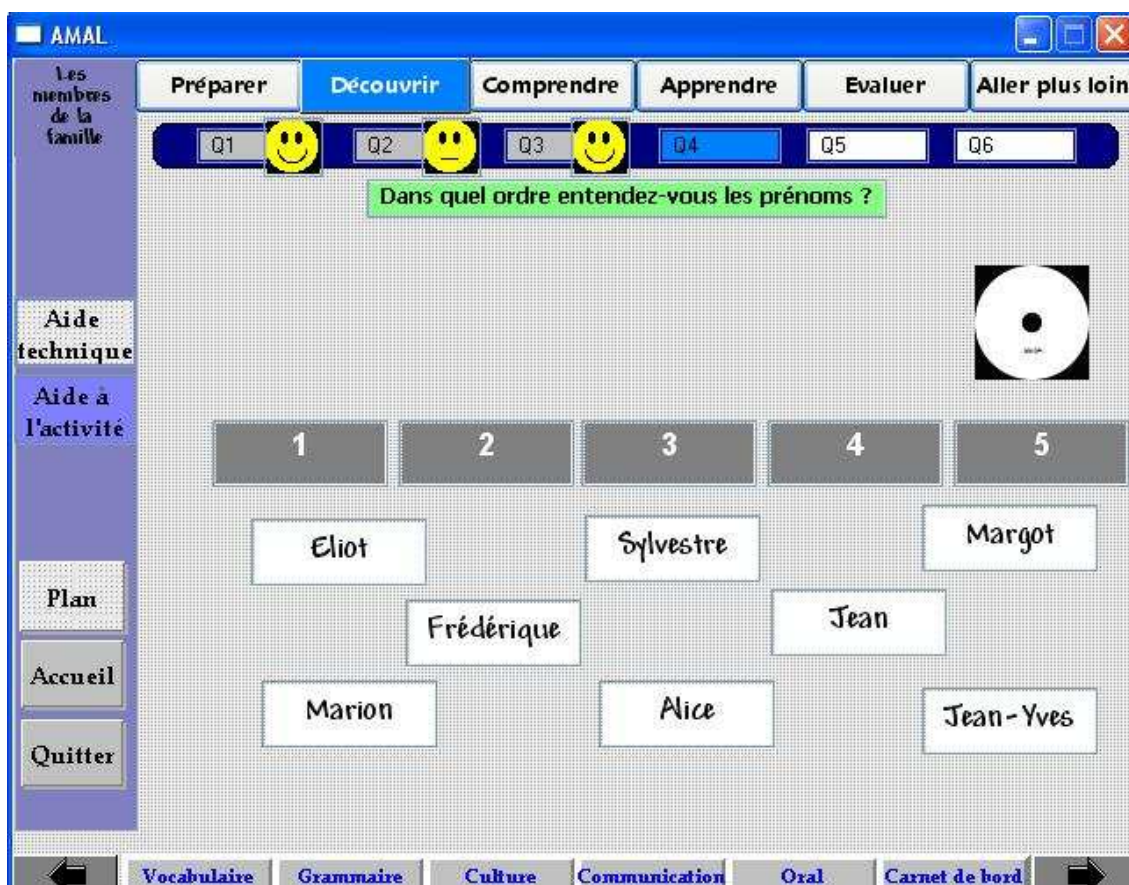 AMAL
Les
membres
de la
famille
Préparer
Découvrir
Comprendre
Apprendre
Evaluer
Aller plus loin
Q1
Q2
Q3
Q4
Q5
Q6
Dans quel ordre entendez-vous les prénoms ?
Aide
technique
Aide à
l'activité
1
2
3
4
5
Eliot
Sylvestre
Margot
Frédérique
Jean
Marion
Alice
Jean-Yves
Plan
Accueil
Quitter
Vocabulaire
Grammaire
Culture
Communication
Oral
Carnet de bord